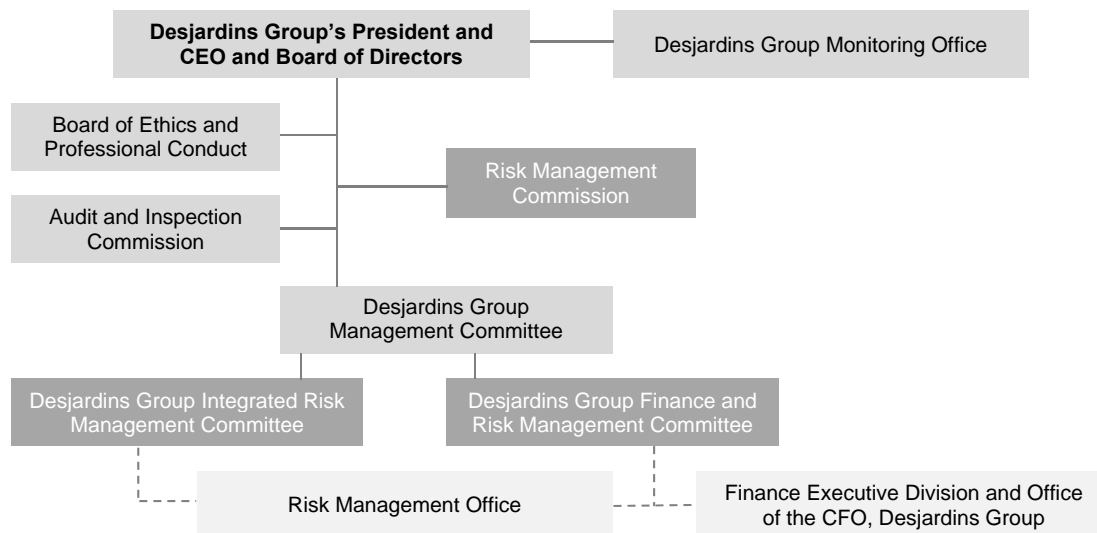 Desjardins Group’s President and
CEO and Board of Directors
Desjardins Group Monitoring Office
Board of Ethics and
Professional Conduct
Risk Management
Commission
Audit and Inspection
Commission
Desjardins Group
Management Committee
Desjardins Group Integrated Risk
Management Committee
Desjardins Group Finance and
Risk Management Committee
Risk Management Office
Finance Executive Division and Office
of the CFO, Desjardins Group